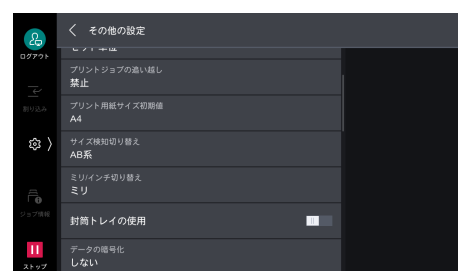 その他の設定
ログアウト
プリントジョブの追い越し
禁止
割り込み
プリント用紙サイズ初期値
A4
サイズ検知切り替え
AB系
ミリ/インチ切り替え
ミリ
封筒トレイの使用
ジョブ情報
データの暗号化
しない
ストップ